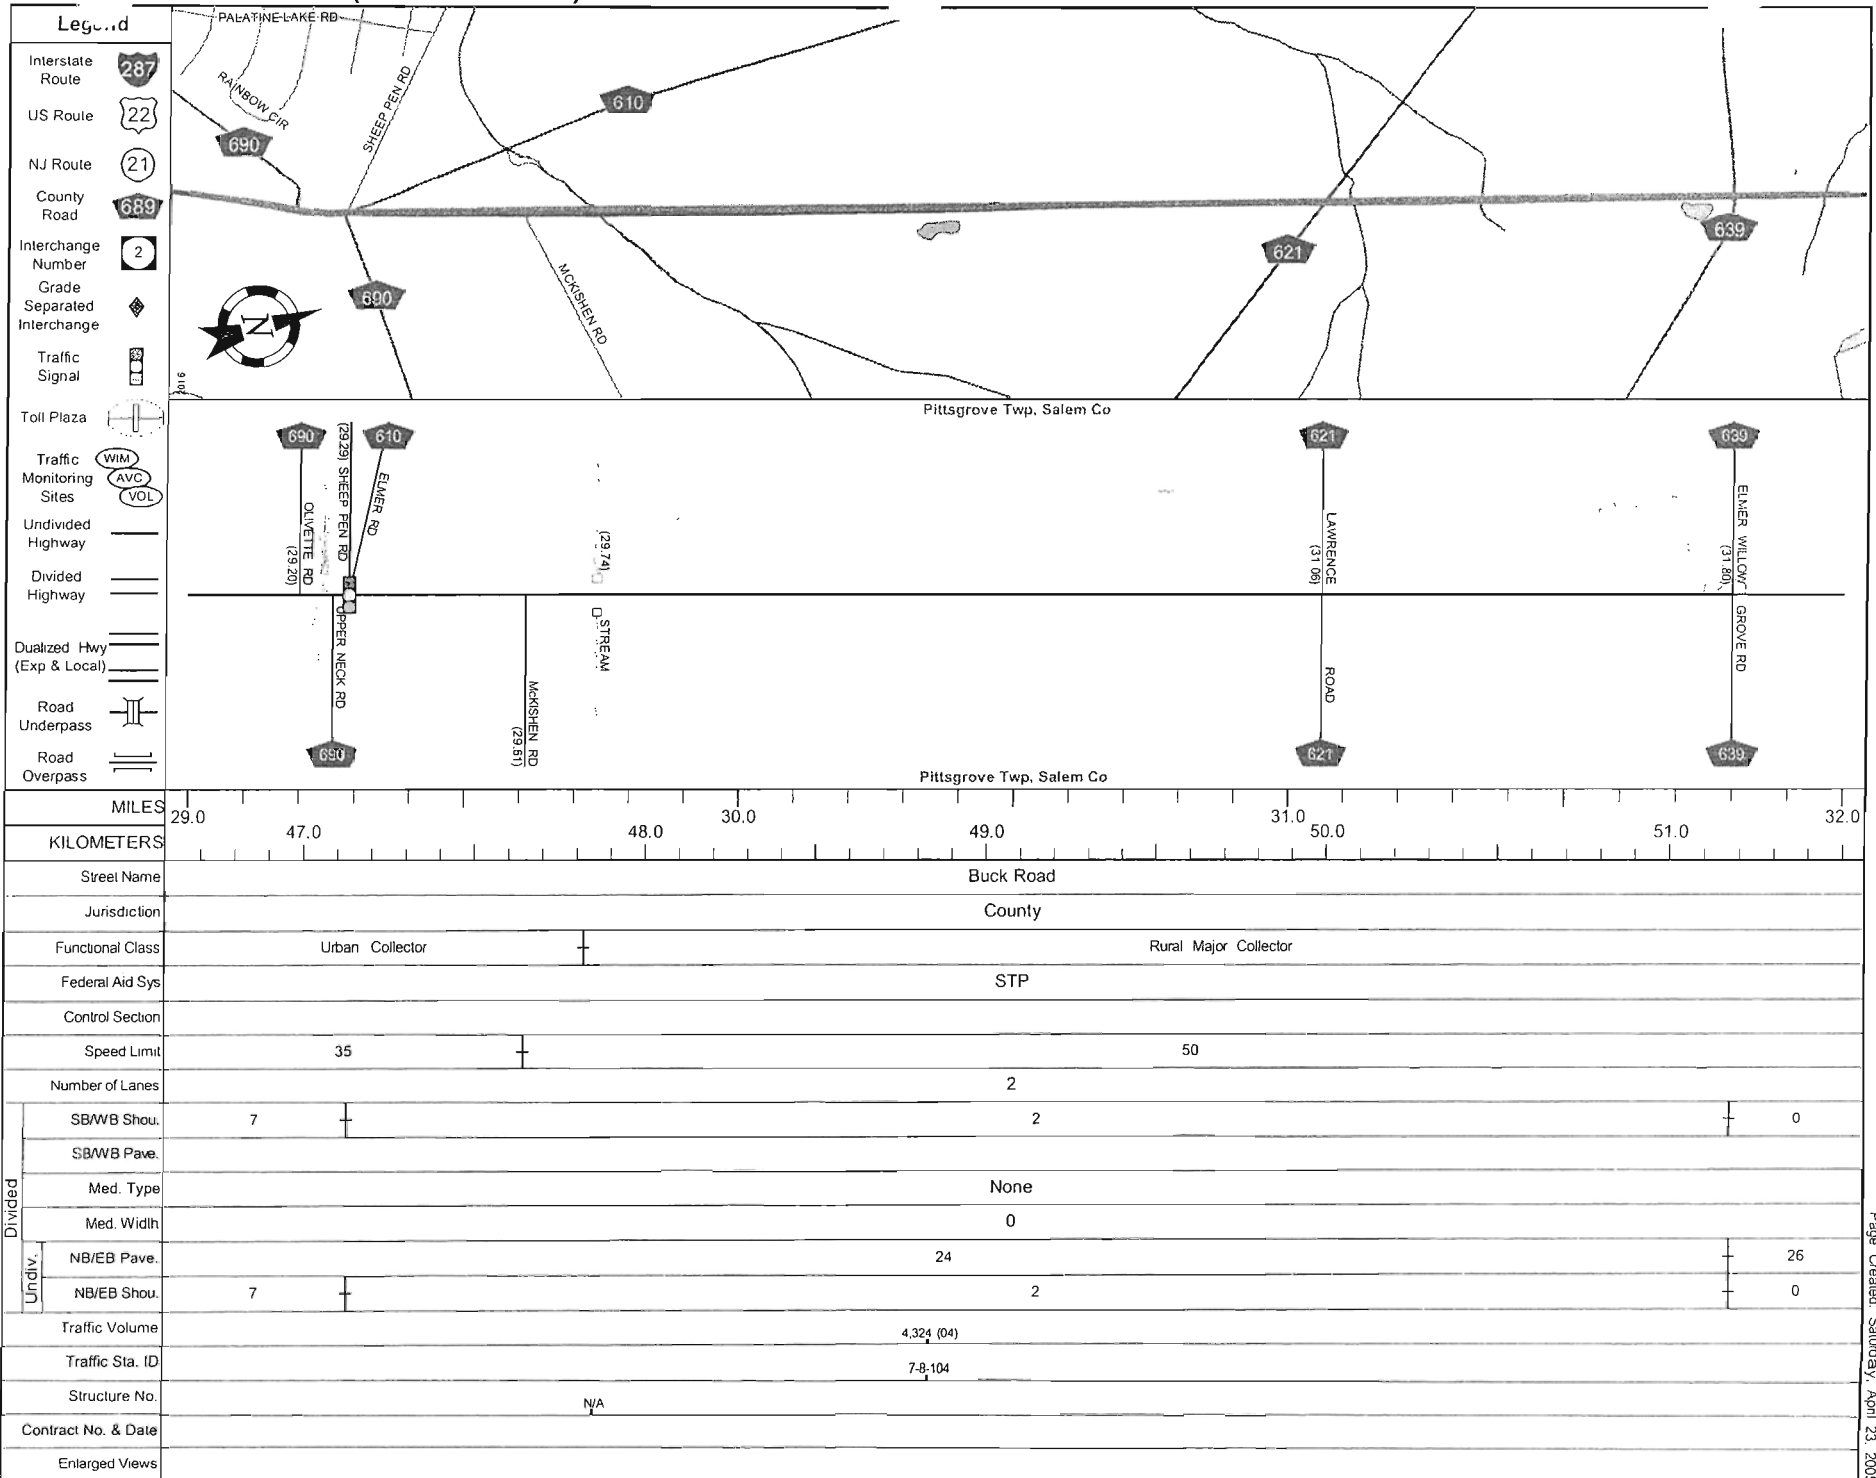 Interstate
Route
287
US Route
22
NJ Route
21
County
Road
689
Interchange
Number
2
Grade
Separated
Interchange
Traffic
Signal
Toll Plaza
Traffic
Monitoring
Sites
WIM
AVC
VOL
Undivided
Highway
Divided
Highway
Dualized Hwy
(Exp & Local)
Road
Underpass
Road
Overpass
PALATINE LAKE RD
RAINBOW CIR
SHEEP PEN RD
690
610
690
MCKISHEN RD
621
639
N
Pittsgrove Twp, Salem Co
690
610
621
639
OLIVETTE RD
(29.20)
(29.29) SHEEP PEN RD
ELMER RD
UPPER NECK RD
690
McKISHEN RD
(29.61)
(29.74)
STREAM
LAWRENCE
(31.06)
ROAD
621
ELMER WILLOW
(31.80)
GROVE RD
639
Pittsgrove Twp, Salem Co
MILES
29.0 30.0 31.0 32.0
KILOMETERS
47.0 48.0 49.0 50.0 51.0
Street Name Buck Road
Jurisdiction County
Functional Class Urban Collector Rural Major Collector
Federal Aid Sys STP
Control Section
Speed Limit 35 50
Number of Lanes 2
Divided
SB/WB Shou. 7 2 0
SB/WB Pave.
Med. Type None
Med. Width 0
Undiv.
NB/EB Pave. 24 26
NB/EB Shou. 7 2 0
Traffic Volume 4,324 (04)
Traffic Sta. ID 7-8-104
Structure No. N/A
Contract No. & Date
Enlarged Views
Page Created: Saturday, April 23,